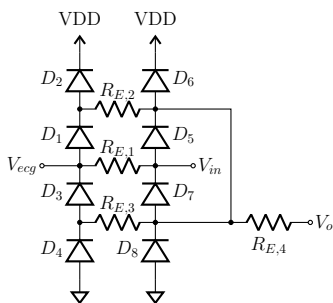 VDD VDD
D2 D6
RE,2
D1 D5
Vecg RE,1 Vin
D3 D7
RE,3
Vo
D4 D8 RE,4